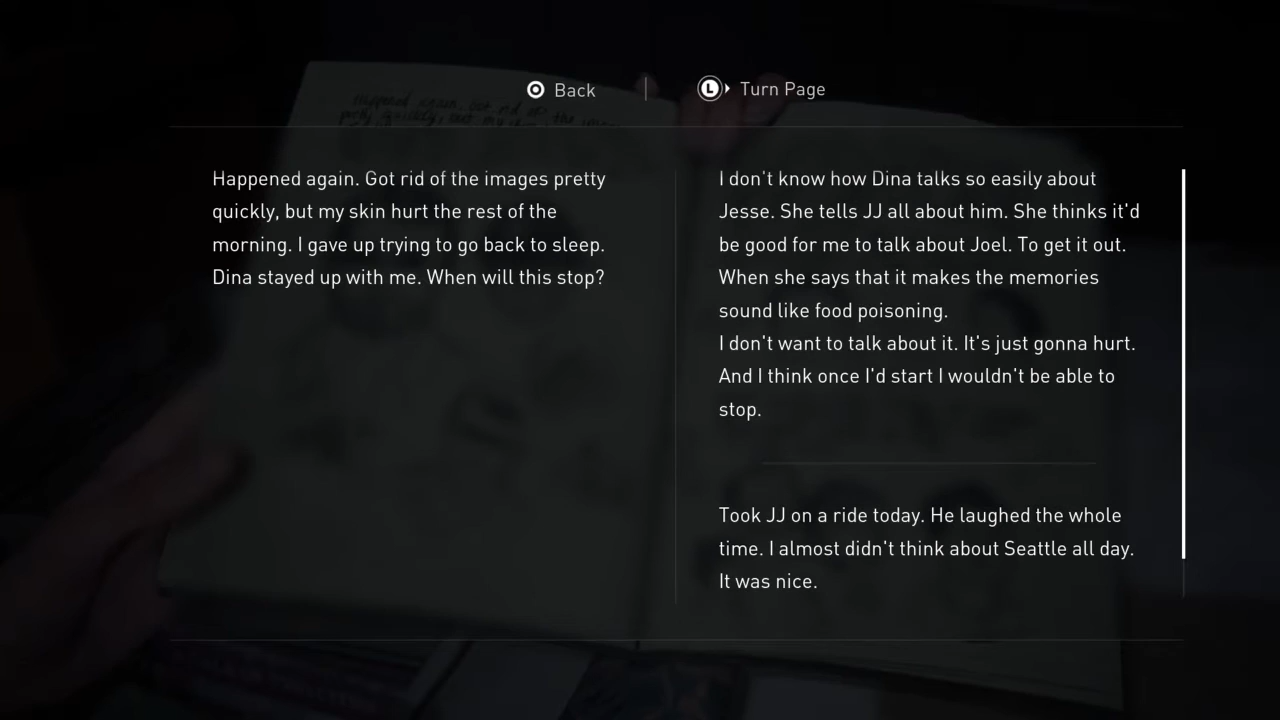 Back
L
Turn Page
Happened again. Got rid of the images pretty
quickly, but my skin hurt the rest of the
morning. I gave up trying to go back to sleep.
Dina stayed up with me. When will this stop?
I don't know how Dina talks so easily about
Jesse. She tells JJ all about him. She thinks it'd
be good for me to talk about Joel. To get it out.
When she says that it makes the memories
sound like food poisoning.
I don't want to talk about it. It's just gonna hurt.
And I think once I'd start I wouldn't be able to
stop.
Took JJ on a ride today. He laughed the whole
time. I almost didn't think about Seattle all day.
It was nice.